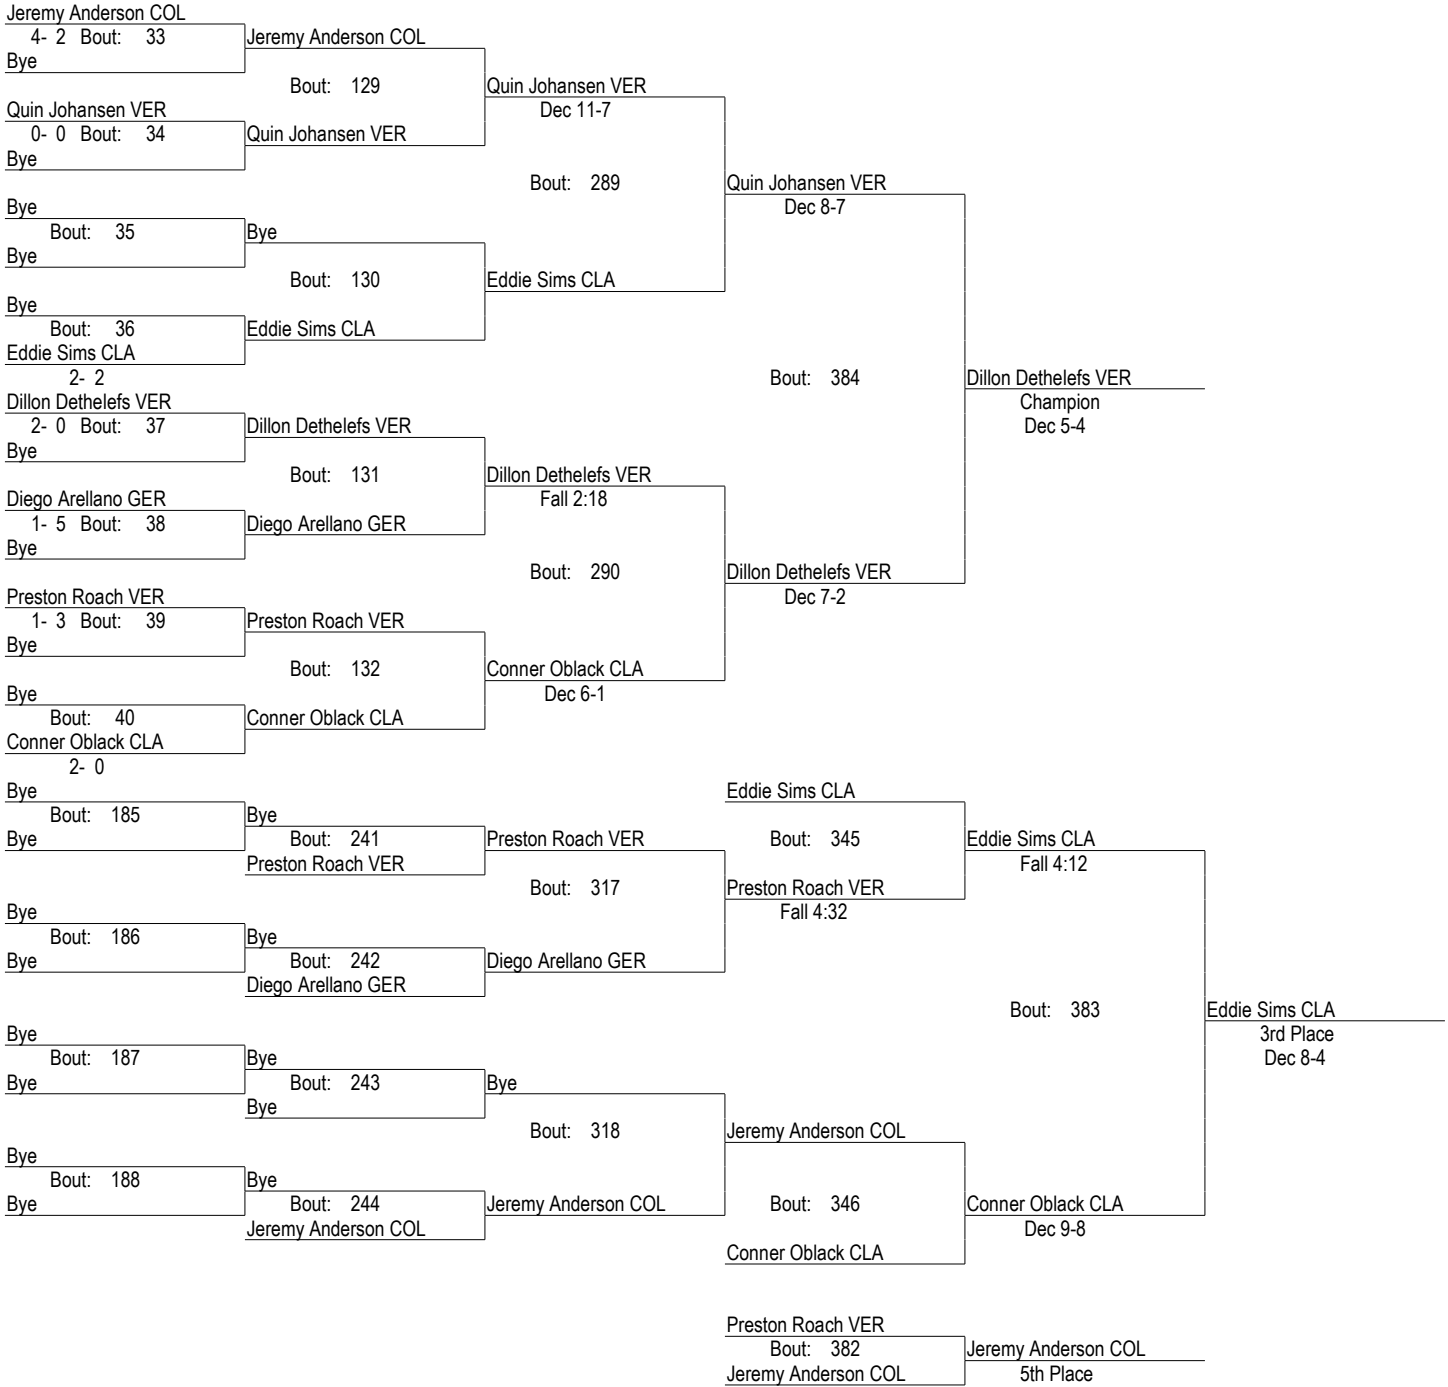 Jeremy Anderson COL
4- 2 Bout: 33 Jeremy Anderson COL
Bye
Bout: 129 Quin Johansen VER
Quin Johansen VER Dec 11-7
0- 0 Bout: 34 Quin Johansen VER
Bye
Bout: 289 Quin Johansen VER
Bye Dec 8-7
Bout: 35 Bye
Bye
Bout: 130 Eddie Sims CLA
Bye
Bout: 36 Eddie Sims CLA
Eddie Sims CLA
2- 2 Bout: 384 Dillon Dethelefs VER
Dillon Dethelefs VER Champion
2- 0 Bout: 37 Dillon Dethelefs VER Dec 5-4
Bye
Bout: 131 Dillon Dethelefs VER
Diego Arellano GER Fall 2:18
1- 5 Bout: 38 Diego Arellano GER
Bye
Bout: 290 Dillon Dethelefs VER
Preston Roach VER Dec 7-2
1- 3 Bout: 39 Preston Roach VER
Bye
Bout: 132 Conner Oblack CLA
Bye Dec 6-1
Bout: 40 Conner Oblack CLA
Conner Oblack CLA
2- 0
Bye Eddie Sims CLA
Bout: 185 Bye
Bye Bout: 241 Preston Roach VER Bout: 345 Eddie Sims CLA
Preston Roach VER Fall 4:12
Bout: 317 Preston Roach VER
Bye Fall 4:32
Bout: 186 Bye
Bye Bout: 242 Diego Arellano GER
Diego Arellano GER
Bout: 383 Eddie Sims CLA
Bye 3rd Place
Bout: 187 Bye Dec 8-4
Bye Bout: 243 Bye
Bye
Bout: 318 Jeremy Anderson COL
Bye
Bout: 188 Bye
Bye Bout: 244 Jeremy Anderson COL Bout: 346 Conner Oblack CLA
Jeremy Anderson COL Dec 9-8
Conner Oblack CLA
Preston Roach VER
Bout: 382 Jeremy Anderson COL
Jeremy Anderson COL 5th Place